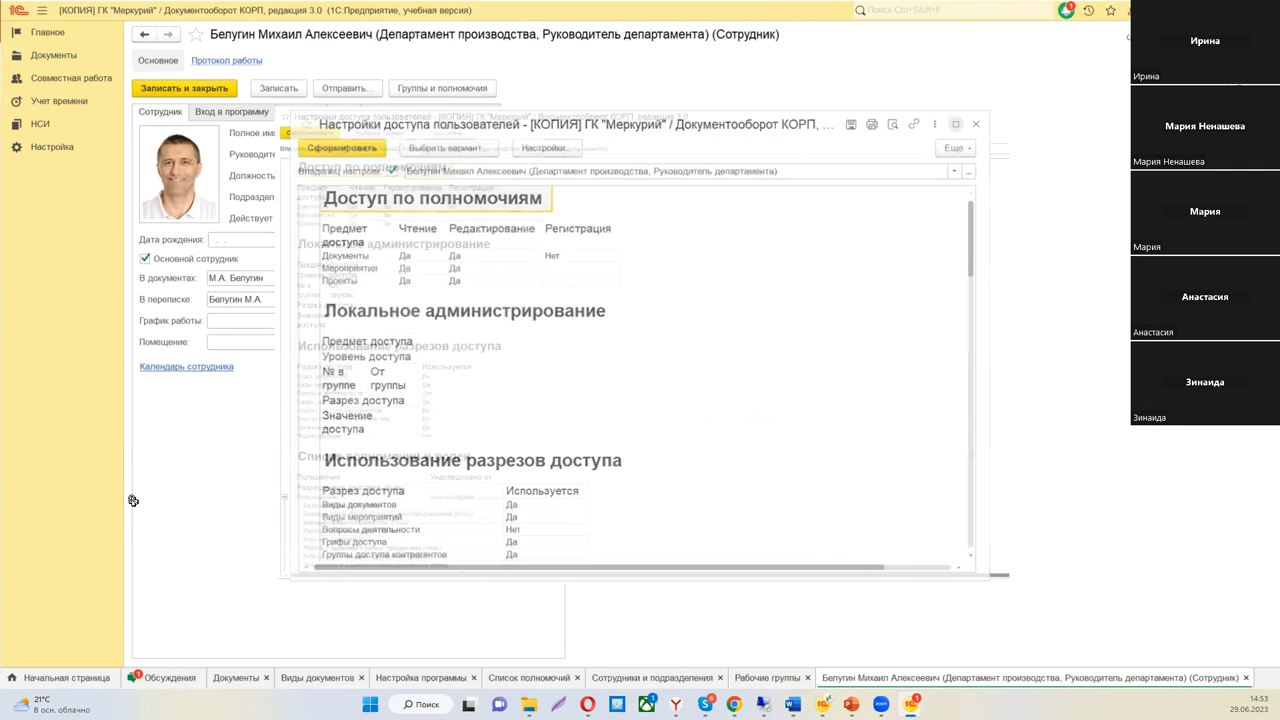 [КОПИЯ] ГК "Меркурий" / Документооборот КОРП, редакция 3.0 (1С:Предприятие, учебная версия)
Поиск Ctrl+Shift+F
1
Главное
Документы
Совместная работа
Учет времени
НСИ
Настройка
Белугин Михаил Алексеевич (Департамент производства, Руководитель департамента) (Сотрудник)
Основное
Протокол работы
Записать и закрыть
Записать
Отправить...
Группы и полномочия
Сотрудник
Вход в программу
Полное имя
Руководите
Должность
Подраздел
Действует
Дата рождения:
Основной сотрудник
В документах:
М.А. Белугин
В переписке:
Белугин М.А.
График работы:
Помещение:
Календарь сотрудника
Настройки доступа пользователей - [КОПИЯ] ГК "Меркурий" / Документооборот КОРП, ...
Сформировать
Выбрать вариант
Настройки...
Еще
Владелец настроек
Белугин Михаил Алексеевич (Департамент производства, Руководитель департамента)
Доступ по полномочиям
Предмет доступа Чтение Редактирование Регистрация
Документы Да Да Нет
Мероприятия Да Да
Проекты Да Да
Локальное администрирование
Предмет доступа
Уровень доступа
№ в группе
От группы
Разрез доступа
Значение доступа
Использование разрезов доступа
Разрез доступа Используется
Виды документов Да
Виды мероприятий Да
Вопросы деятельности Нет
Грифы доступа Да
Группы доступа контрагентов Да
Ирина
Ирина
Мария Ненашева
Мария Ненашева
Мария
Мария
Анастасия
Анастасия
Зинаида
Зинаида
Начальная страница
1
Обсуждения
Документы
Виды документов
Настройка программы
Список полномочий
Сотрудники и подразделения
Рабочие группы
Белугин Михаил Алексеевич (Департамент производства, Руководитель департамента) (Сотрудник)
21°C
В осн. облачно
Поиск
14:53
29.06.2023